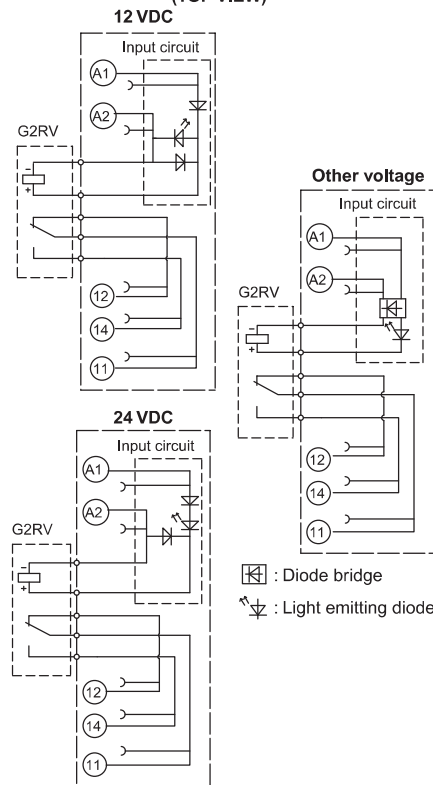 (TOP VIEW)
12 VDC
Input circuit
A1
A2
G2RV
−
+
12
14
11
Other voltage
Input circuit
A1
A2
G2RV
−
+
12
14
11
24 VDC
Input circuit
A1
A2
G2RV
−
+
12
14
11
: Diode bridge
: Light emitting diode